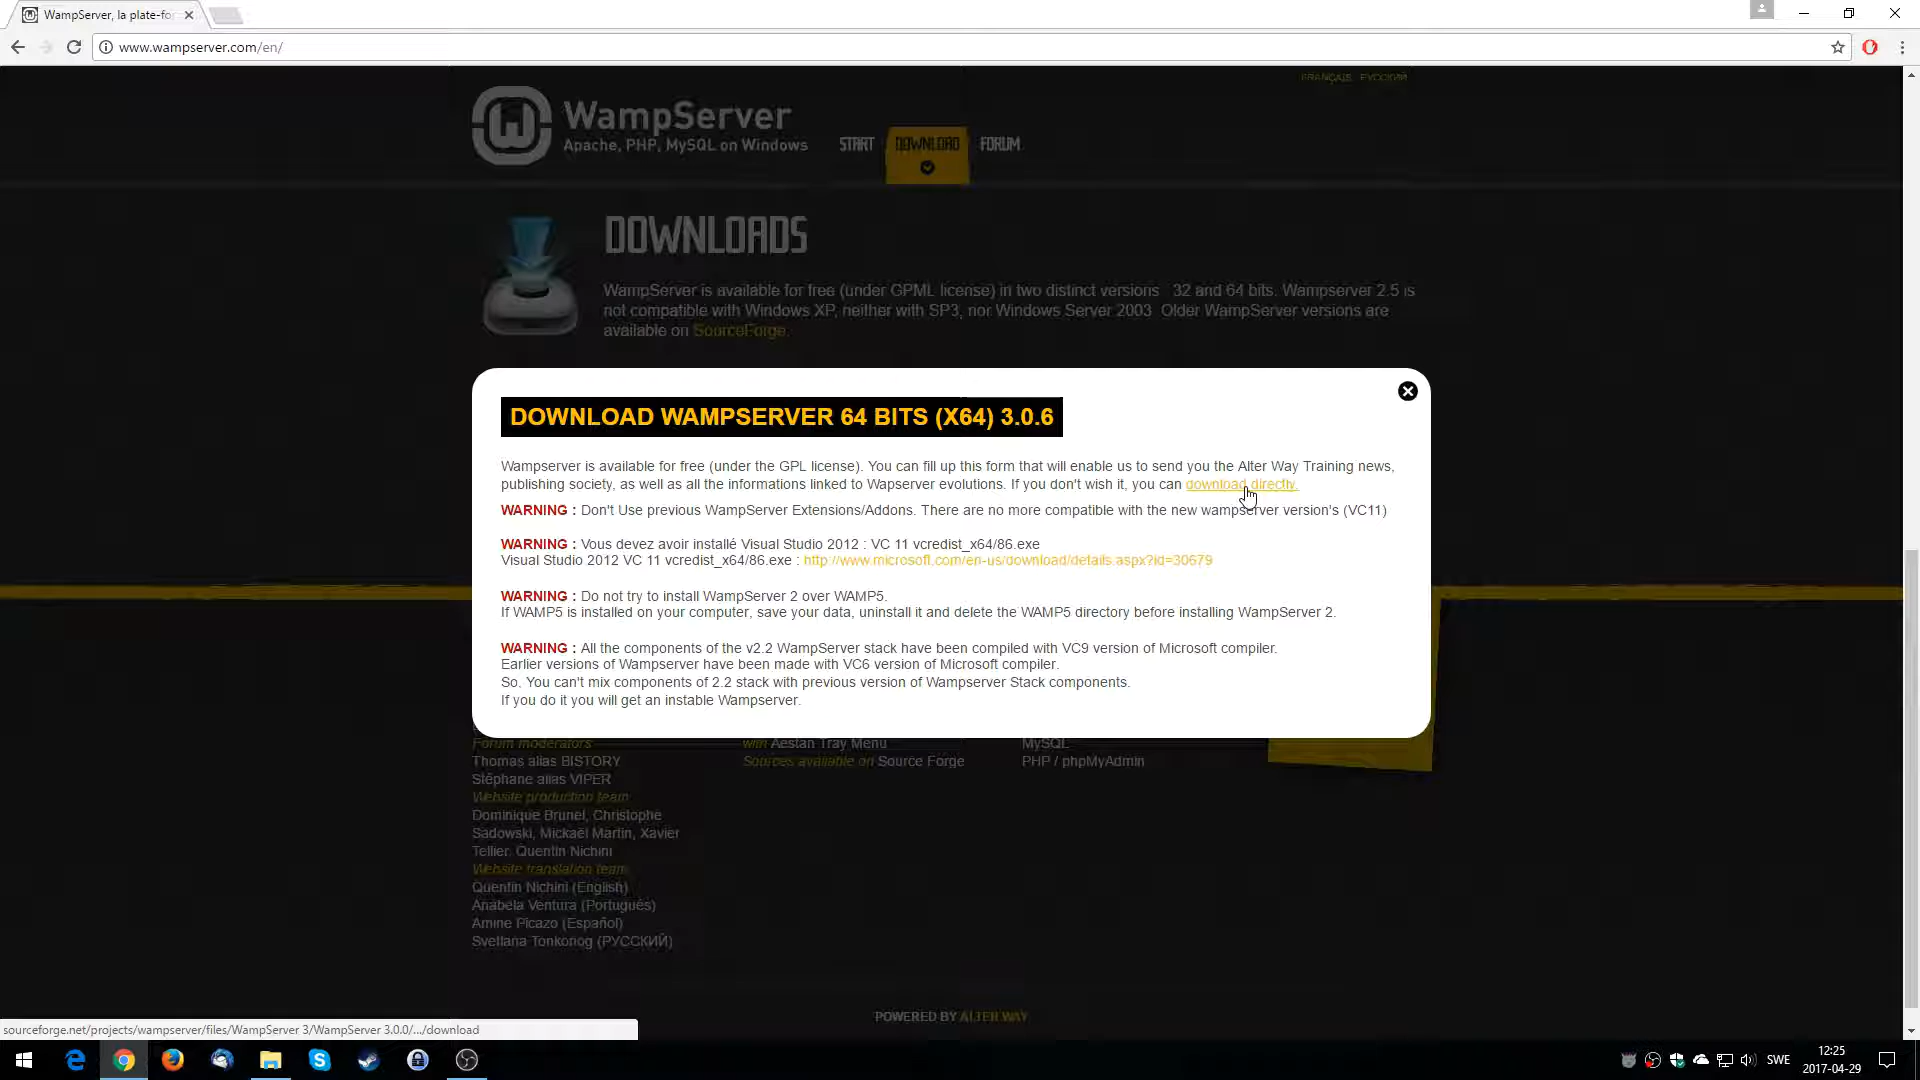 WampServer, la plate-fo
www.wampserver.com/en/
FRANÇAIS РУССКИЙ
WampServer
Apache, PHP, MySQL on Windows
START DOWNLOAD FORUM
DOWNLOADS
WampServer is available for free (under GPML license) in two distinct versions 32 and 64 bits. Wampserver 2.5 is
not compatible with Windows XP, neither with SP3, nor Windows Server 2003. Older WampServer versions are
available on SourceForge.
DOWNLOAD WAMPSERVER 64 BITS (X64) 3.0.6
Wampserver is available for free (under the GPL license). You can fill up this form that will enable us to send you the Alter Way Training news,
publishing society, as well as all the informations linked to Wapserver evolutions. If you don't wish it, you can download directly.
WARNING : Don't Use previous WampServer Extensions/Addons. There are no more compatible with the new wampserver version's (VC11)
WARNING : Vous devez avoir installé Visual Studio 2012 : VC 11 vcredist_x64/86.exe
Visual Studio 2012 VC 11 vcredist_x64/86.exe : http://www.microsoft.com/en-us/download/details.aspx?id=30679
WARNING : Do not try to install WampServer 2 over WAMP5.
If WAMP5 is installed on your computer, save your data, uninstall it and delete the WAMP5 directory before installing WampServer 2.
WARNING : All the components of the v2.2 WampServer stack have been compiled with VC9 version of Microsoft compiler.
Earlier versions of Wampserver have been made with VC6 version of Microsoft compiler.
So, You can't mix components of 2.2 stack with previous version of Wampserver Stack components.
If you do it you will get an instable Wampserver.
Forum moderators
Thomas alias BISTORY
Stéphane alias VIPER
Website production team
Dominique Brunel, Christophe
Sadowski, Mickaël Martin, Xavier
Tellier, Quentin Nichini
Website translation team
Quentin Nichini (English)
Anabela Ventura (Portugués)
Amine Picazo (Español)
Svetlana Tonkonog (РУССКИЙ)
with Aestan Tray Menu
Sources available on Source Forge
MySQL
PHP / phpMyAdmin
POWERED BY ALTER WAY
sourceforge.net/projects/wampserver/files/WampServer 3/WampServer 3.0.0/.../download
SWE
12:25
2017-04-29